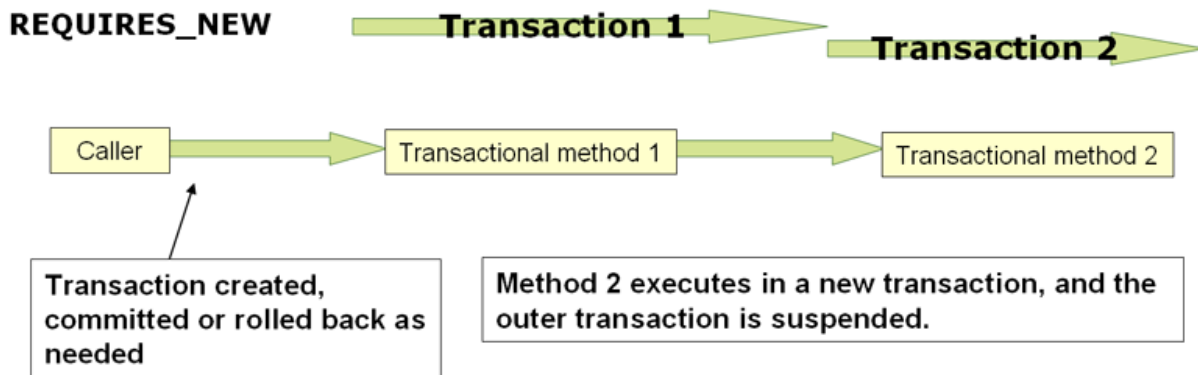 REQUIRES_NEW
Transaction 1
Transaction 2
Caller
Transactional method 1
Transactional method 2
Transaction created,
committed or rolled back as
needed
Method 2 executes in a new transaction, and the
outer transaction is suspended.